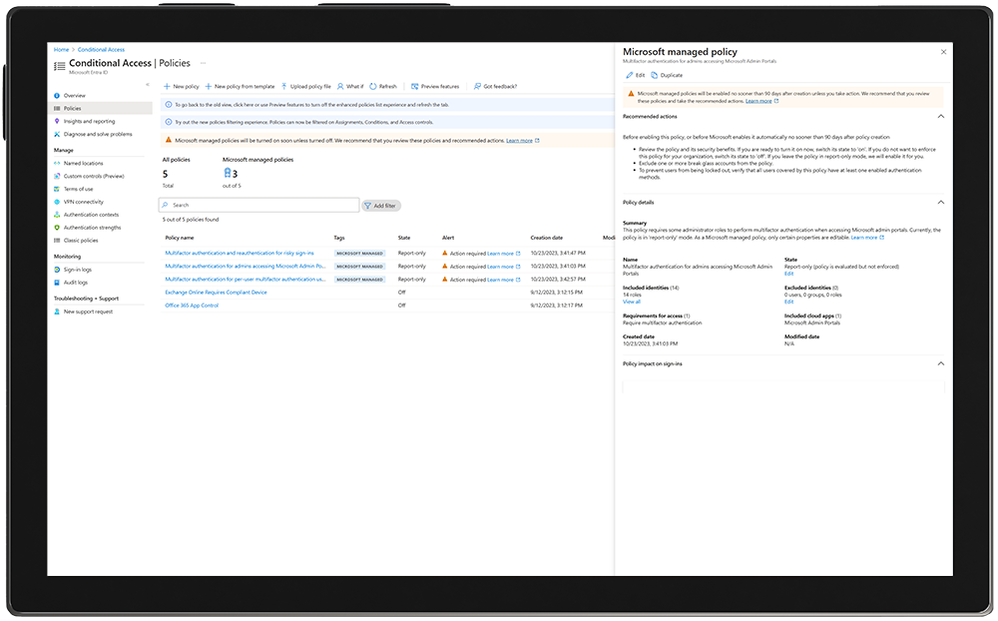 Home > Conditional Access
Conditional Access | Policies ...
Microsoft Entra ID
Overview
Policies
Insights and reporting
Diagnose and solve problems
Manage
Named locations
Custom controls (Preview)
Terms of use
VPN connectivity
Authentication contexts
Authentication strengths
Classic policies
Monitoring
Sign-in logs
Audit logs
Troubleshooting + Support
New support request
New policy New policy from template Upload policy file What if Refresh Preview features Got feedback?
To go back to the old view, click here or use Preview features to turn off the enhanced policies list experience and refresh the tab.
Try out the new policies filtering experience. Policies can now be filtered on Assignments, Conditions, and Access controls.
Microsoft managed policies will be turned on soon unless turned off. We recommend that you review these policies and recommended actions. Learn more
All policies Microsoft managed policies
5 3
Total out of 5
Search Add filter
5 out of 5 policies found
Policy name Tags State Alert Creation date Modi
Multifactor authentication and reauthentication for risky sign-ins MICROSOFT MANAGED Report-only Action required Learn more 10/23/2023, 3:41:47 PM
Multifactor authentication for admins accessing Microsoft Admin Po... MICROSOFT MANAGED Report-only Action required Learn more 10/23/2023, 3:41:03 PM
Multifactor authentication for per-user multifactor authentication us... MICROSOFT MANAGED Report-only Action required Learn more 10/23/2023, 3:42:57 PM
Exchange Online Requires Compliant Device Off 9/12/2023, 3:12:15 PM
Office 365 App Control Off 9/12/2023, 3:12:17 PM
Microsoft managed policy
Multifactor authentication for admins accessing Microsoft Admin Portals
Edit Duplicate
Microsoft managed policies will be enabled no sooner than 90 days after creation unless you take action. We recommend that you review
these policies and take the recommended actions. Learn more
Recommended actions
Before enabling this policy, or before Microsoft enables it automatically no sooner than 90 days after policy creation:
• Review the policy and its security benefits. If you are ready to turn it on now, switch its state to 'on'. If you do not want to enforce
this policy for your organization, switch its state to 'off'. If you leave the policy in report-only mode, we will enable it for you.
• Exclude one or more break glass accounts from the policy.
• To prevent users from being locked out, verify that all users covered by this policy have at least one enabled authentication
methods.
Policy details
Summary
This policy requires some administrator roles to perform multifactor authentication when accessing Microsoft admin portals. Currently, the
policy is in 'report-only' mode. As a Microsoft managed policy, only certain properties are editable. Learn more
Name State
Multifactor authentication for admins accessing Microsoft Admin Report-only (policy is evaluated but not enforced)
Portals Edit
Included identities (14) Excluded identities (0)
14 roles 0 users, 0 groups, 0 roles
View all Edit
Requirements for access (1) Included cloud apps (1)
Require multifactor authentication Microsoft Admin Portals
Created date Modified date
10/23/2023, 3:41:03 PM N/A
Policy impact on sign-ins